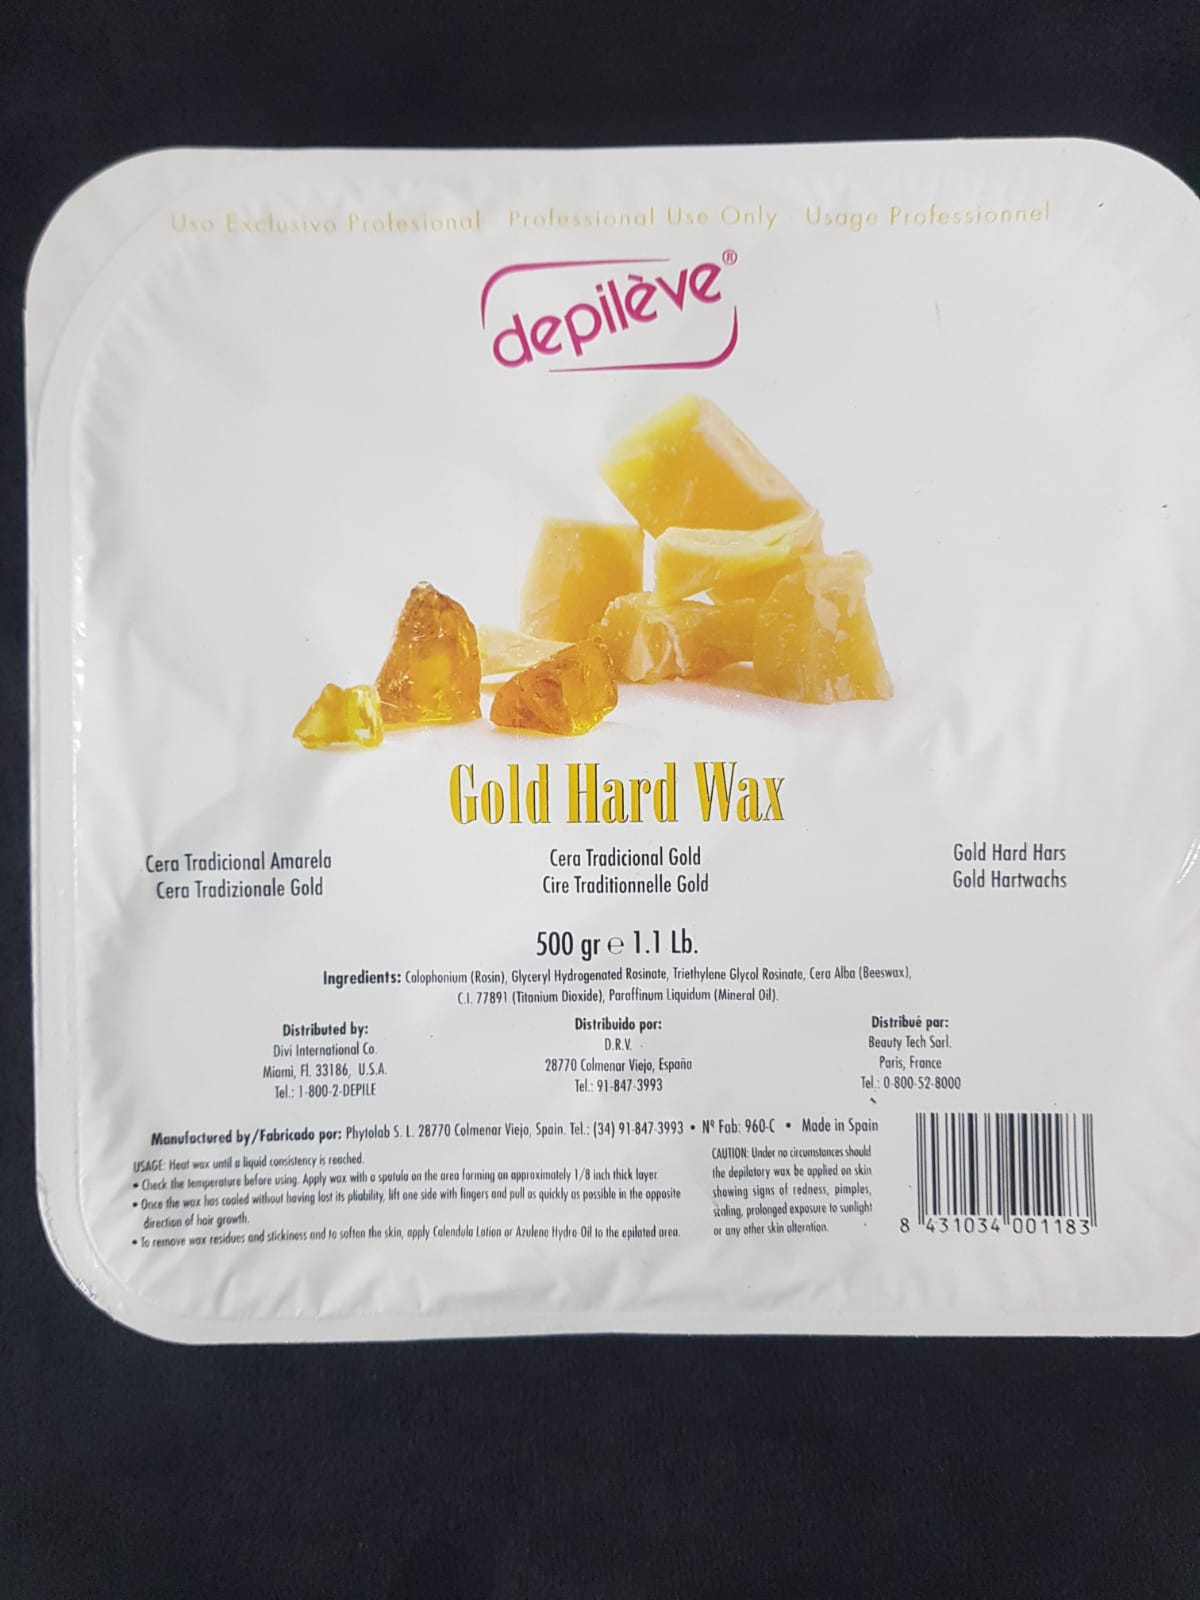 Uso Exclusivo Profesional Professional Use Only Usage Professionnel
depilève®
Gold Hard Wax
Cera Tradicional Amarela
Cera Tradizionale Gold
Cera Tradicional Gold
Cire Traditionnelle Gold
Gold Hard Hars
Gold Hartwachs
500 gr ℮ 1.1 Lb.
Ingredients: Colophonium (Rosin), Glyceryl Hydrogenated Rosinate, Triethylene Glycol Rosinate, Cera Alba (Beeswax),
C.I. 77891 (Titanium Dioxide), Paraffinum Liquidum (Mineral Oil).
Distributed by:
Divi International Co.
Miami, Fl. 33186, U.S.A.
Tel.: 1-800-2-DEPILE
Distribuido por:
D.R.V.
28770 Colmenar Viejo, España
Tel.: 91-847-3993
Distribué par:
Beauty Tech Sarl.
Paris, France
Tel.: 0-800-52-8000
Manufactured by/Fabricado por: Phytolab S. L. 28770 Colmenar Viejo, Spain. Tel.: (34) 91-847-3993 • Nº Fab: 960-C • Made in Spain
USAGE: Heat wax until a liquid consistency is reached.
• Check the temperature before using. Apply wax with a spatula on the area forming an approximately 1/8 inch thick layer.
• Once the wax has cooled without having lost its pliability, lift one side with fingers and pull as quickly as possible in the opposite
direction of hair growth.
• To remove wax residues and stickiness and to soften the skin, apply Calendula Lotion or Azulene Hydro-Oil to the epilated area.
CAUTION: Under no circumstances should
the depilatory wax be applied on skin
showing signs of redness, pimples,
scaling, prolonged exposure to sunlight
or any other skin alteration.
8 431034 001183